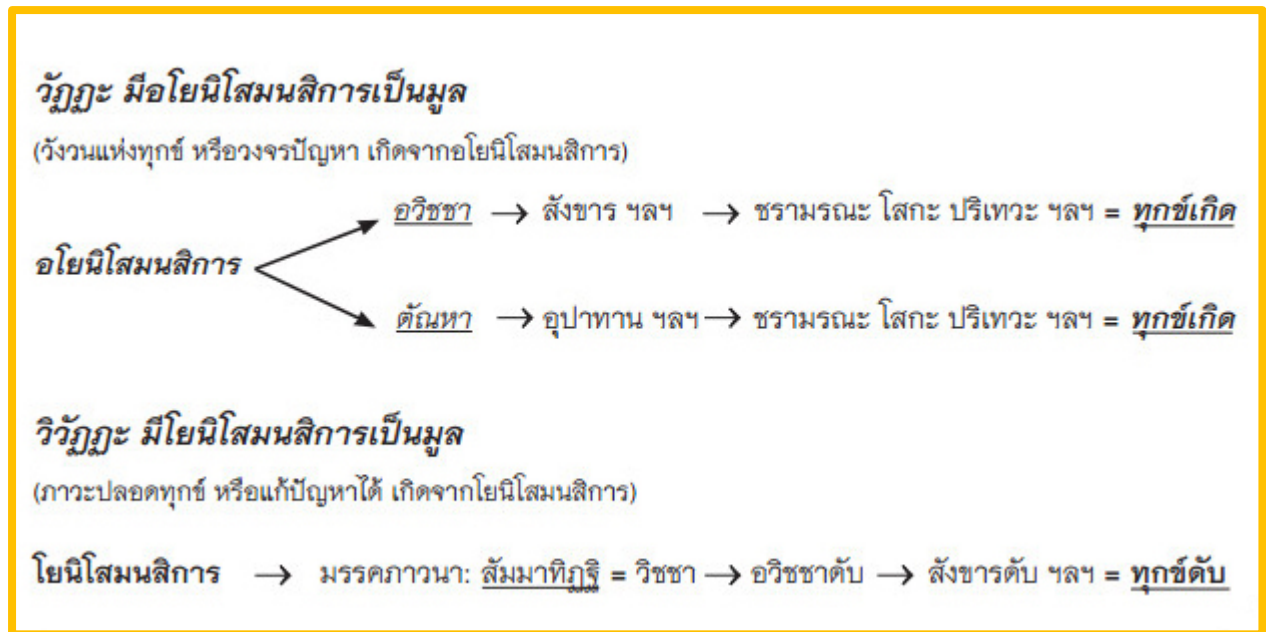 วัฏฏะ มีอโยนิโสมนสิการเป็นมูล
(วังวนแห่งทุกข์ หรือวงจรปัญหา เกิดจากอโยนิโสมนสิการ)
อวิชชา → สังขาร ฯลฯ → ชรามรณะ โสกะ ปริเทวะ ฯลฯ = ทุกข์เกิด
อโยนิโสมนสิการ
ตัณหา → อุปาทาน ฯลฯ → ชรามรณะ โสกะ ปริเทวะ ฯลฯ = ทุกข์เกิด
วิวัฏฏะ มีโยนิโสมนสิการเป็นมูล
(ภาวะปลอดทุกข์ หรือแก้ปัญหาได้ เกิดจากโยนิโสมนสิการ)
โยนิโสมนสิการ → มรรคภาวนา: สัมมาทิฏฐิ = วิชชา → อวิชชาดับ → สังขารดับ ฯลฯ = ทุกข์ดับ